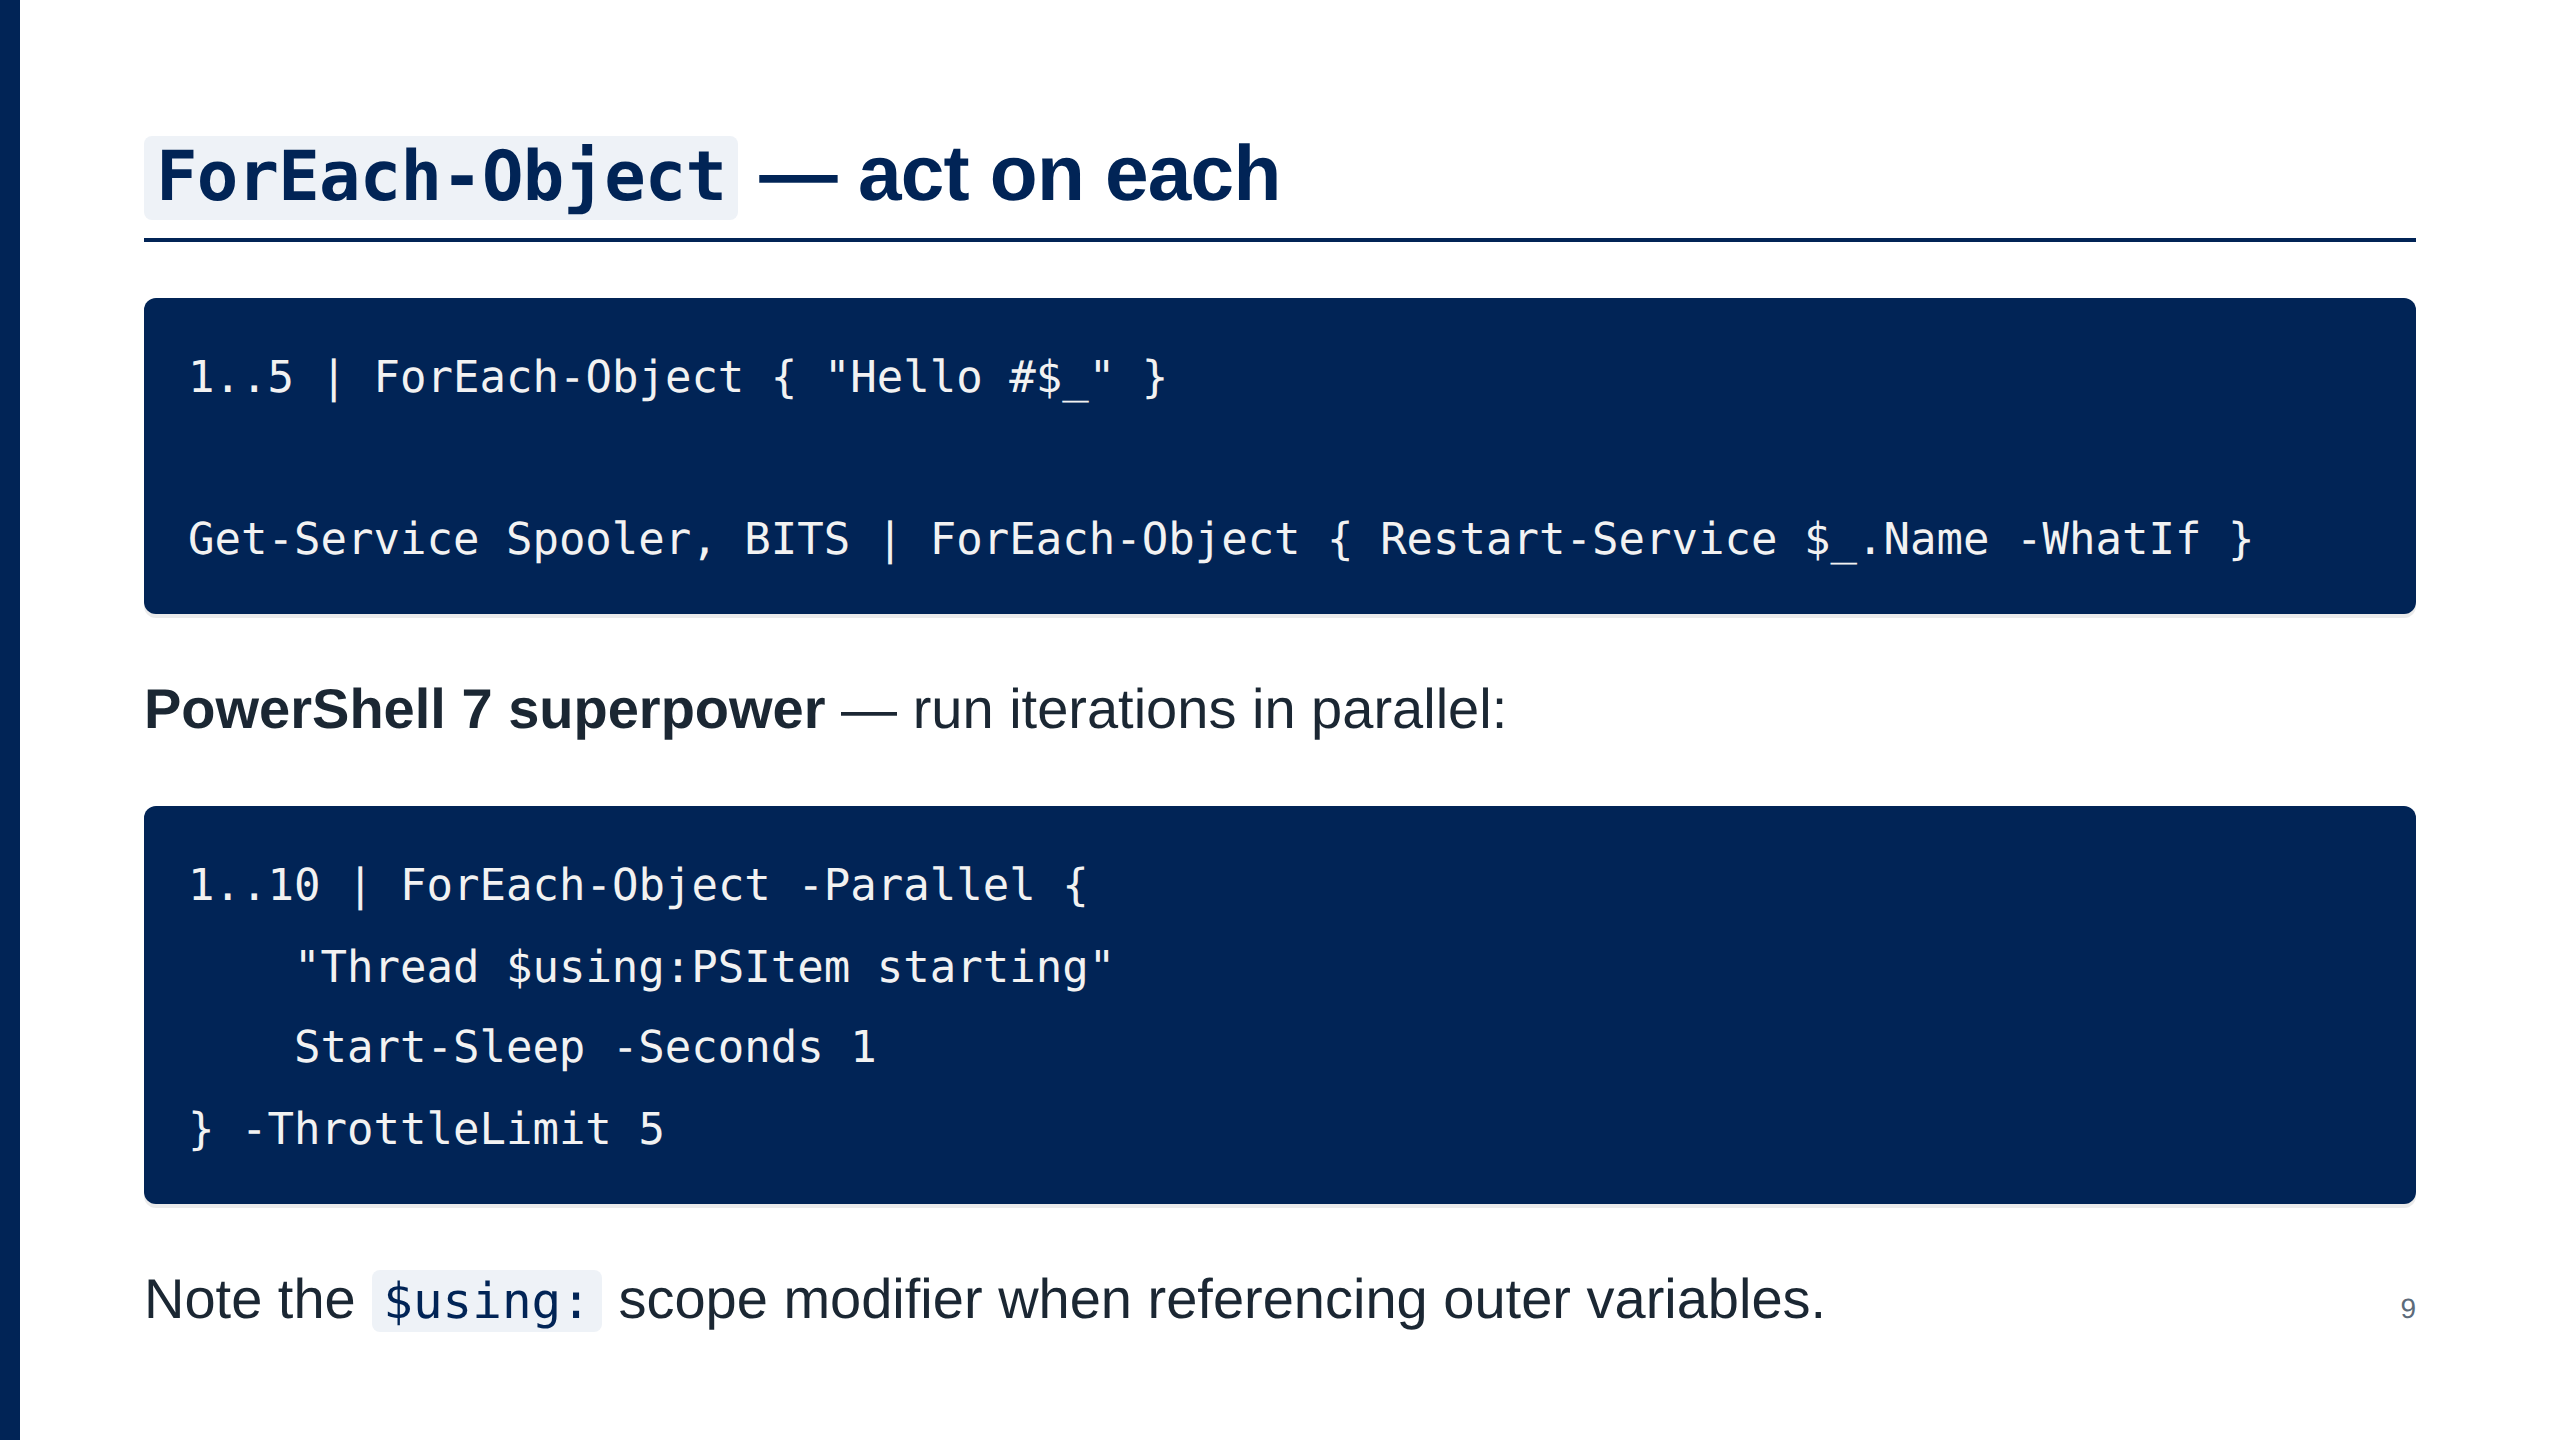 ForEach-Object — act on each
1..5 | ForEach-Object { "Hello #$_" }
Get-Service Spooler, BITS | ForEach-Object { Restart-Service $_.Name -WhatIf }
PowerShell 7 superpower — run iterations in parallel:
1..10 | ForEach-Object -Parallel {
    "Thread $using:PSItem starting"
    Start-Sleep -Seconds 1
} -ThrottleLimit 5
Note the $using: scope modifier when referencing outer variables.
9